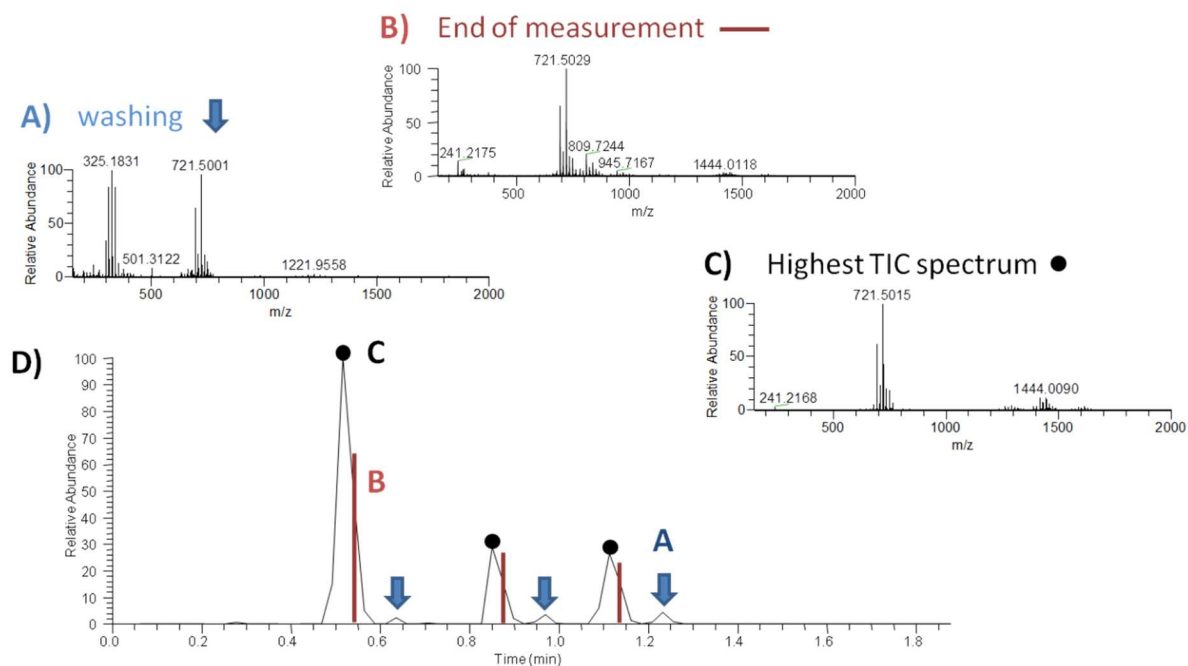 B) End of measurement
721.5029
100
50
0
Relative Abundance
241.2175
809.7244
945.7167
1444.0118
500 1000 1500 2000
m/z
A) washing
325.1831
721.5001
100
50
0
Relative Abundance
501.3122
1221.9558
500 1000 1500 2000
m/z
C) Highest TIC spectrum
721.5015
100
50
0
Relative Abundance
241.2168
1444.0090
500 1000 1500 2000
m/z
D)
C
B
A
100
90
80
70
60
50
40
30
20
10
0
Relative Abundance
0.0 0.2 0.4 0.6 0.8 1.0 1.2 1.4 1.6 1.8
Time (min)